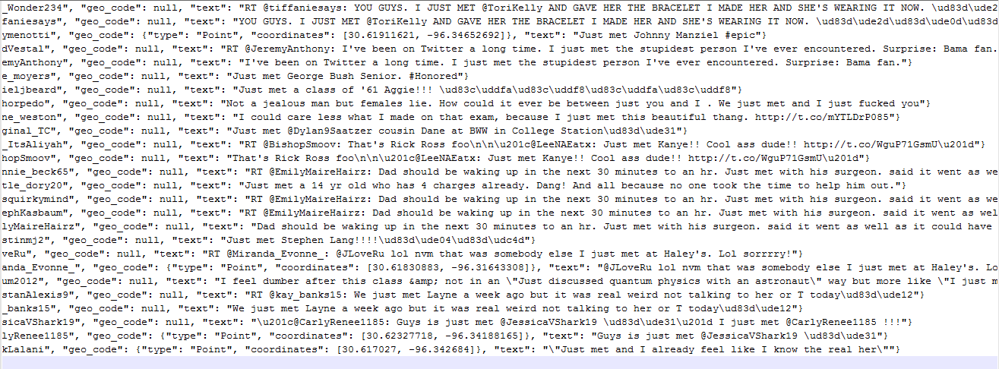 _Wonder234", "geo_code": null, "text": "RT @tiffaniesays: YOU GUYS. I JUST MET @ToriKelly AND GAVE HER THE BRACELET I MADE HER AND SHE'S WEARING IT NOW. \ud83d\ude2
faniesays", "geo_code": null, "text": "YOU GUYS. I JUST MET @ToriKelly AND GAVE HER THE BRACELET I MADE HER AND SHE'S WEARING IT NOW. \ud83d\ude2d\ud83d\ude0d\ud83d
ymenotti", "geo_code": {"type": "Point", "coordinates": [30.61911621, -96.34652692]}, "text": "Just met Johnny Manziel #epic"}
dVestal", "geo_code": null, "text": "RT @JeremyAnthony: I've been on Twitter a long time. I just met the stupidest person I've ever encountered. Surprise: Bama fan.
emyAnthony", "geo_code": null, "text": "I've been on Twitter a long time. I just met the stupidest person I've ever encountered. Surprise: Bama fan."}
e_moyers", "geo_code": null, "text": "Just met George Bush Senior. #Honored"}
ieljbeard", "geo_code": null, "text": "Just met a class of '61 Aggie!!! \ud83c\uddfa\ud83c\uddf8\ud83c\uddfa\ud83c\uddf8"}
horpedo", "geo_code": null, "text": "Not a jealous man but females lie. How could it ever be between just you and I . We just met and I just fucked you"}
ne_weston", "geo_code": null, "text": "I could care less what I made on that exam, because I just met this beautiful thang. http://t.co/mYTLDrP085"}
ginal_TC", "geo_code": null, "text": "Just met @Dylan9Saatzer cousin Dane at BWW in College Station\ud83d\ude31"}
_ItsAliyah", "geo_code": null, "text": "RT @BishopSmoov: That's Rick Ross foo\n\n\u201c@LeeNAEatx: Just met Kanye!! Cool ass dude!! http://t.co/WguP71GsmU\u201d"}
hopSmoov", "geo_code": null, "text": "That's Rick Ross foo\n\n\u201c@LeeNAEatx: Just met Kanye!! Cool ass dude!! http://t.co/WguP71GsmU\u201d"}
nnie_beck65", "geo_code": null, "text": "RT @EmilyMaireHairz: Dad should be waking up in the next 30 minutes to an hr. Just met with his surgeon. said it went as we
tle_dory20", "geo_code": null, "text": "Just met a 14 yr old who has 4 charges already. Dang! And all because no one took the time to help him out."}
squirkymind", "geo_code": null, "text": "RT @EmilyMaireHairz: Dad should be waking up in the next 30 minutes to an hr. Just met with his surgeon. said it went as we
ephKasbaum", "geo_code": null, "text": "RT @EmilyMaireHairz: Dad should be waking up in the next 30 minutes to an hr. Just met with his surgeon. said it went as wel
lyMaireHairz", "geo_code": null, "text": "Dad should be waking up in the next 30 minutes to an hr. Just met with his surgeon. said it went as well as it could have
stinmj2", "geo_code": null, "text": "Just met Stephen Lang!!!!\ud83d\ude04\ud83d\udc4d"}
veRu", "geo_code": null, "text": "RT @Miranda_Evonne_: @JLoveRu lol nvm that was somebody else I just met at Haley's. Lol sorrrry!"}
anda_Evonne_", "geo_code": {"type": "Point", "coordinates": [30.61830883, -96.31643308]}, "text": "@JLoveRu lol nvm that was somebody else I just met at Haley's. Lo
um2012", "geo_code": null, "text": "I feel dumber after this class &amp; not in an \"Just discussed quantum physics with an astronaut\" way but more like \"I just m
stanAlexis9", "geo_code": null, "text": "RT @kay_banks15: We just met Layne a week ago but it was real weird not talking to her or T today\ud83d\ude12"}
_banks15", "geo_code": null, "text": "We just met Layne a week ago but it was real weird not talking to her or T today\ud83d\ude12"}
sicaVShark19", "geo_code": null, "text": "\u201c@CarlyRenee1185: Guys is just met @JessicaVShark19 \ud83d\ude31\u201d I just met @CarlyRenee1185 !!!"}
lyRenee1185", "geo_code": {"type": "Point", "coordinates": [30.62327718, -96.34188165]}, "text": "Guys is just met @JessicaVShark19 \ud83d\ude31"}
kLalani", "geo_code": {"type": "Point", "coordinates": [30.617027, -96.342684]}, "text": "\"Just met and I already feel like I know the real her\""}